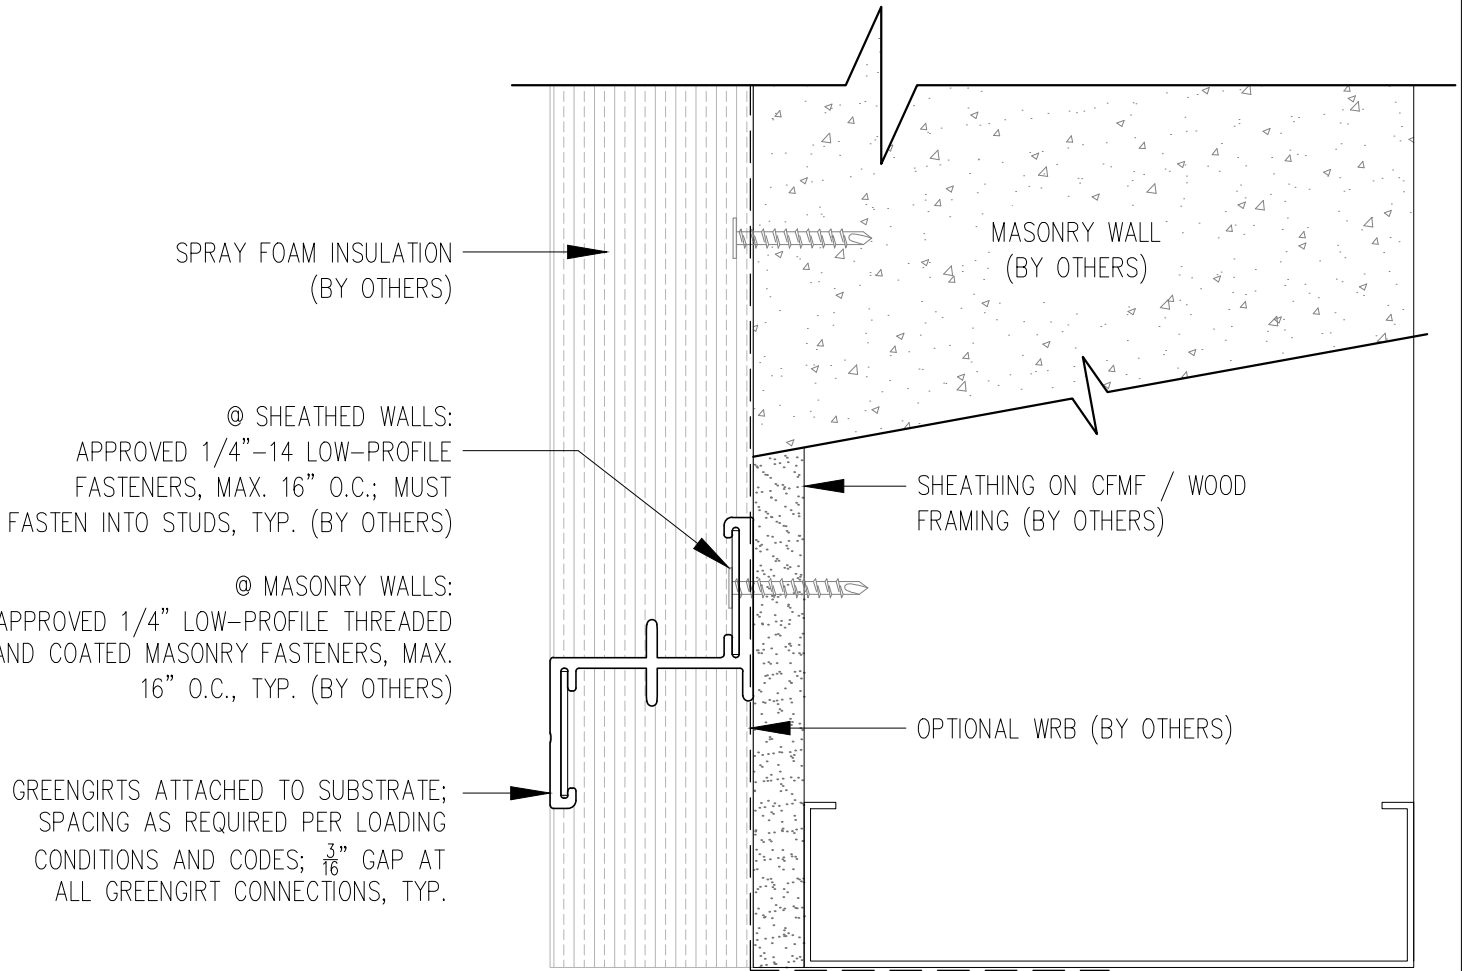 SPRAY FOAM INSULATION
(BY OTHERS)
MASONRY WALL
(BY OTHERS)
@ SHEATHED WALLS:
APPROVED 1/4”-14 LOW-PROFILE
FASTENERS, MAX. 16” O.C.; MUST
FASTEN INTO STUDS, TYP. (BY OTHERS)
SHEATHING ON CFMF / WOOD
FRAMING (BY OTHERS)
@ MASONRY WALLS:
APPROVED 1/4” LOW-PROFILE THREADED
AND COATED MASONRY FASTENERS, MAX.
16” O.C., TYP. (BY OTHERS)
OPTIONAL WRB (BY OTHERS)
GREENGIRTS ATTACHED TO SUBSTRATE;
SPACING AS REQUIRED PER LOADING
CONDITIONS AND CODES; 3/16” GAP AT
ALL GREENGIRT CONNECTIONS, TYP.